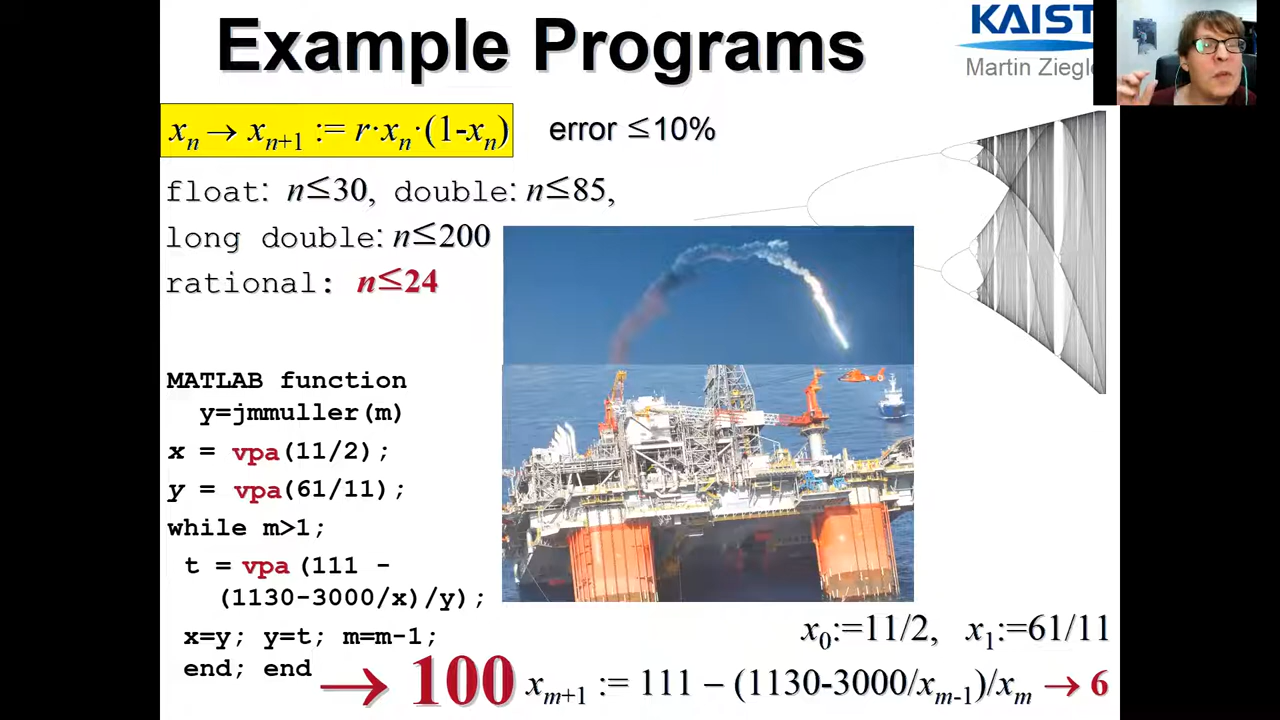 Example Programs
KAIST
Martin Ziegle
xn → xn+1 := r·xn·(1-xn) error ≤10%
float: n≤30, double: n≤85,
long double: n≤200
rational: n≤24
MATLAB function
y=jmmuller(m)
x = vpa(11/2);
y = vpa(61/11);
while m>1;
t = vpa (111 -
(1130-3000/x)/y);
x=y; y=t; m=m-1;
end; end
→ 100
x0:=11/2, x1:=61/11
xm+1 := 111 – (1130-3000/xm-1)/xm → 6